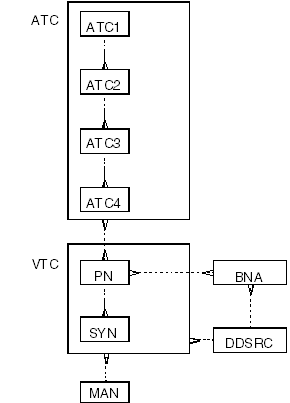 ATC
ATC1
ATC2
ATC3
ATC4
VTC
PN
BNA
SYN
DDSRC
MAN